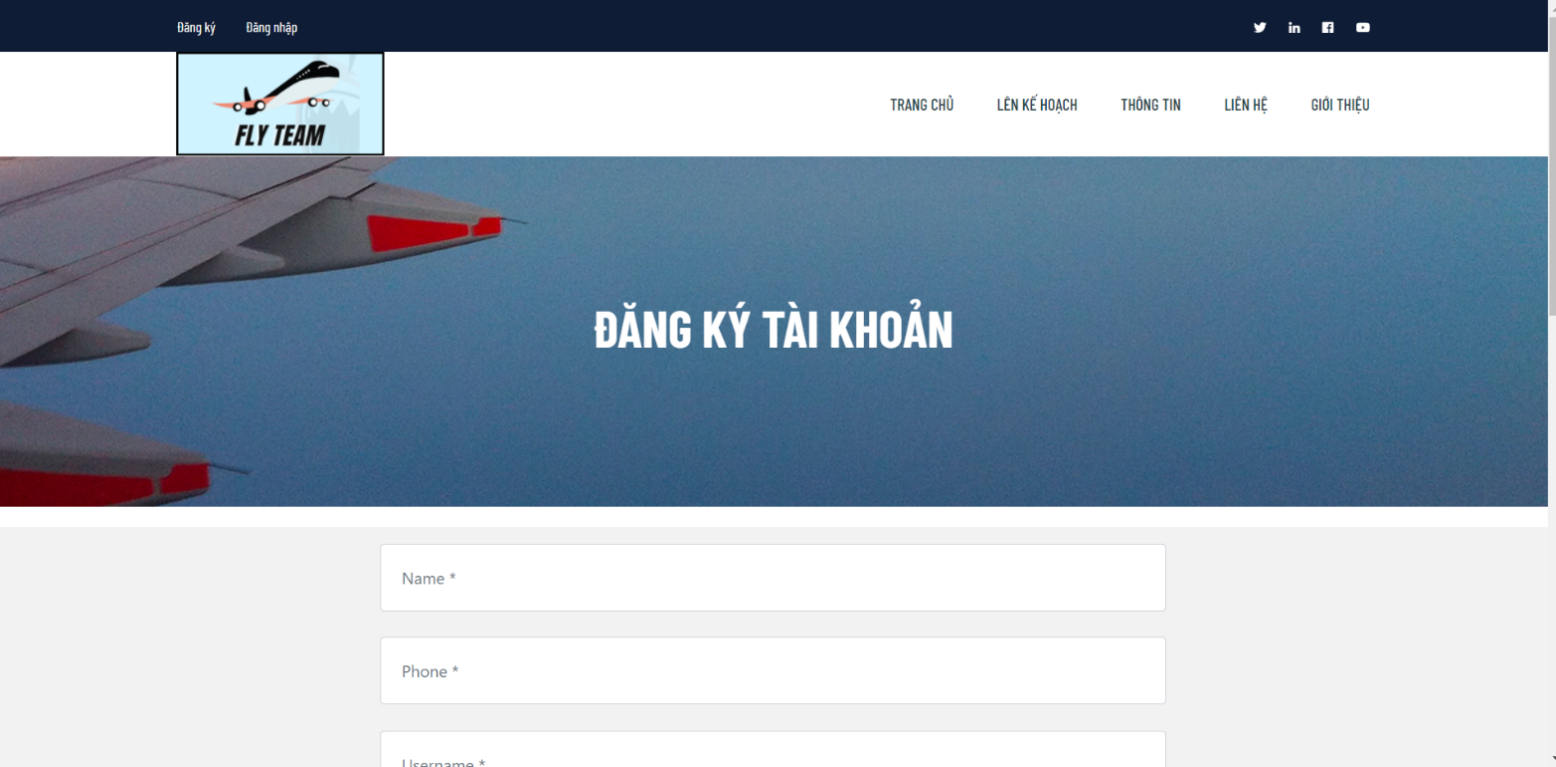 Đăng ký Đăng nhập
FLY TEAM
TRANG CHỦ LÊN KẾ HOẠCH THÔNG TIN LIÊN HỆ GIỚI THIỆU
ĐĂNG KÝ TÀI KHOẢN
Name *
Phone *
Username *